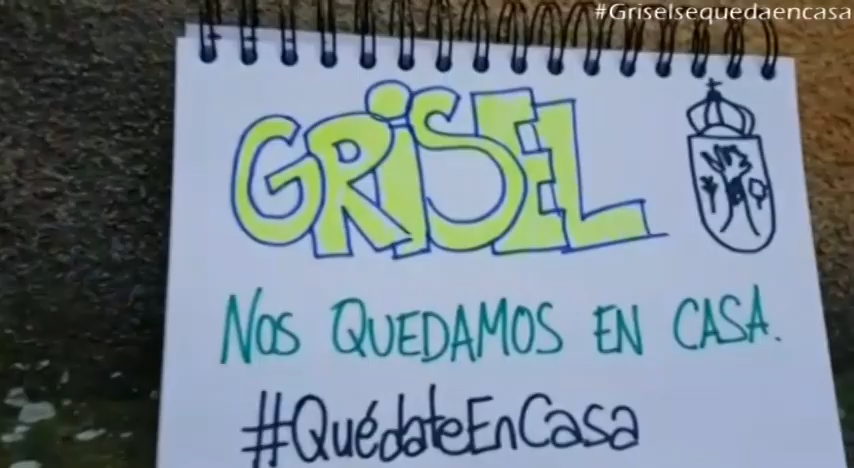 #Griselsequedaencasa
GRiSEL
NOS QUEDAMOS EN CASA.
#QuédateEnCasa